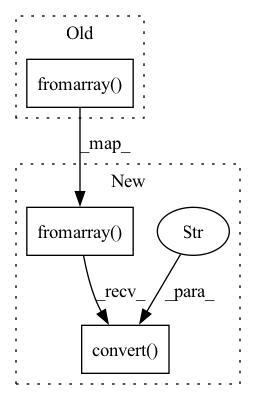 Old
fromarray()
_map_
New
fromarray()
Str
_recv_
_para_
convert()